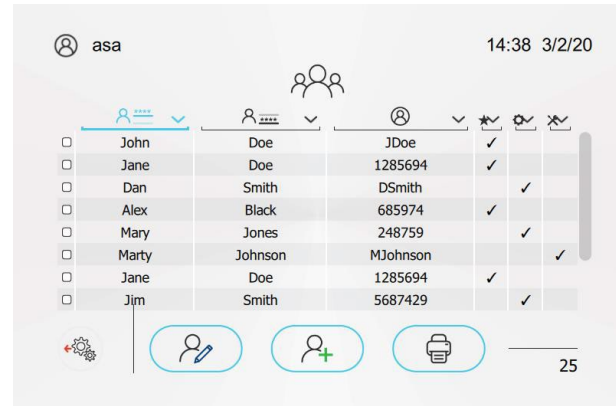 asa 14:38 3/2/20
John Doe JDoe ✓
Jane Doe 1285694 ✓
Dan Smith DSmith ✓
Alex Black 685974 ✓
Mary Jones 248759 ✓
Marty Johnson MJohnson ✓
Jane Doe 1285694 ✓
Jim Smith 5687429 ✓
25